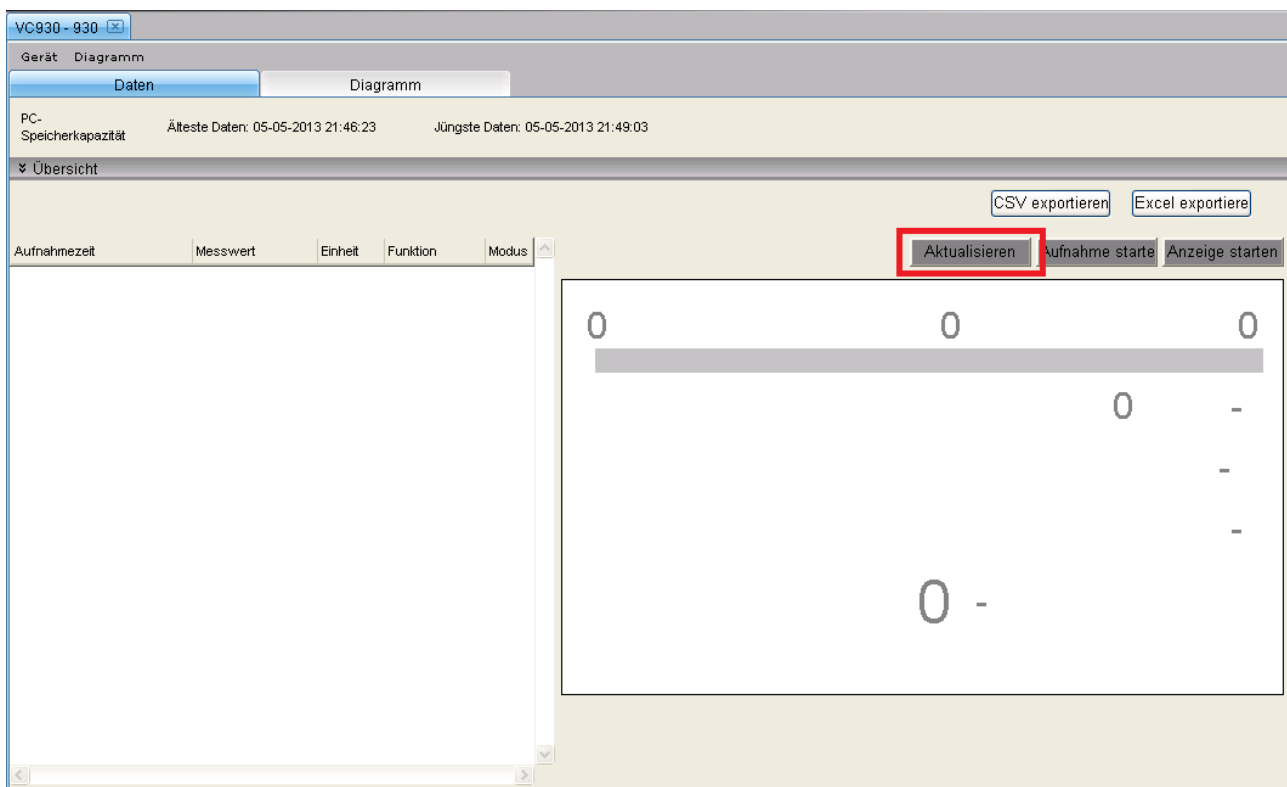 VC930 - 930
Gerät Diagramm
Daten Diagramm
PC-
Speicherkapazität Älteste Daten: 05-05-2013 21:46:23 Jüngste Daten: 05-05-2013 21:49:03
Übersicht
CSV exportieren Excel exportiere
Aufnahmezeit Messwert Einheit Funktion Modus Aktualisieren Aufnahme starte Anzeige starten
0 0 0
0 -
-
-
0 -